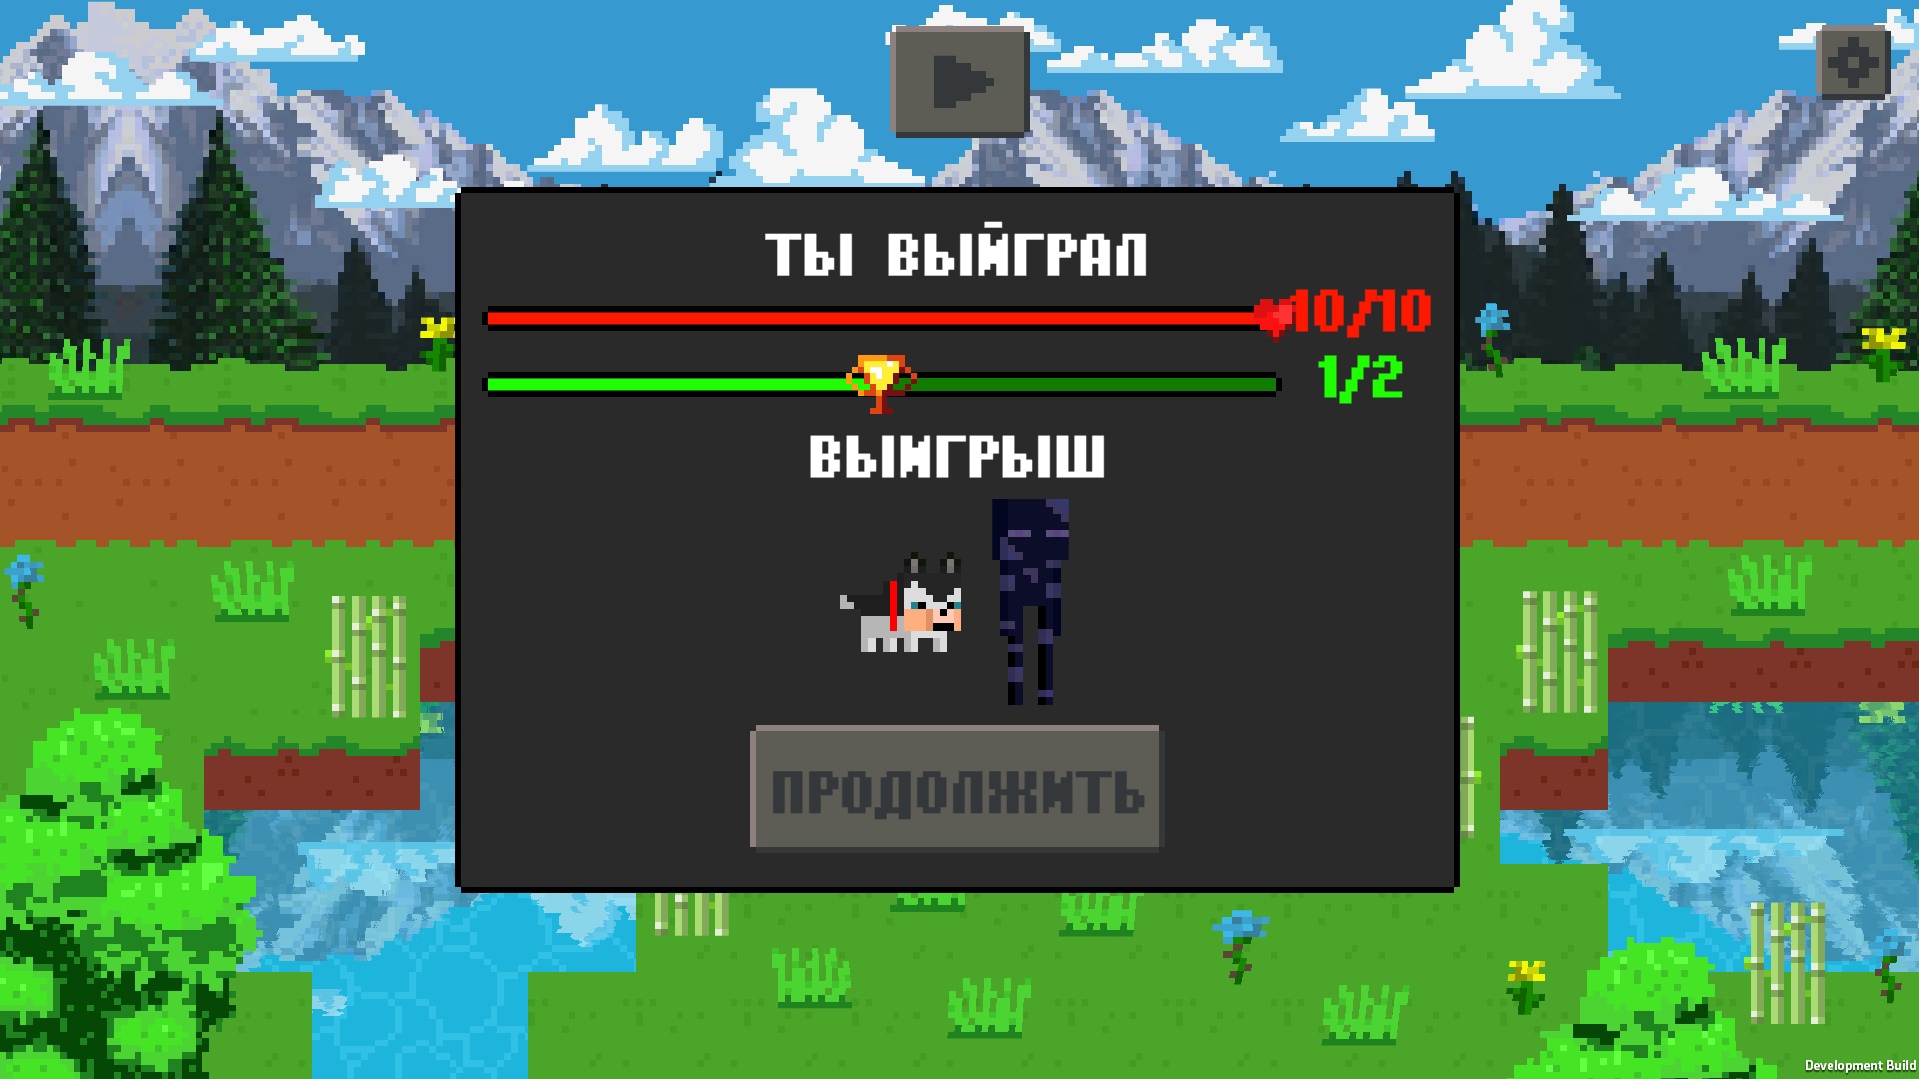 ТЫ ВЫЙГРАЛ
10/10
1/2
ВЫИГРЫШ
ПРОДОЛЖИТЬ
Development Build